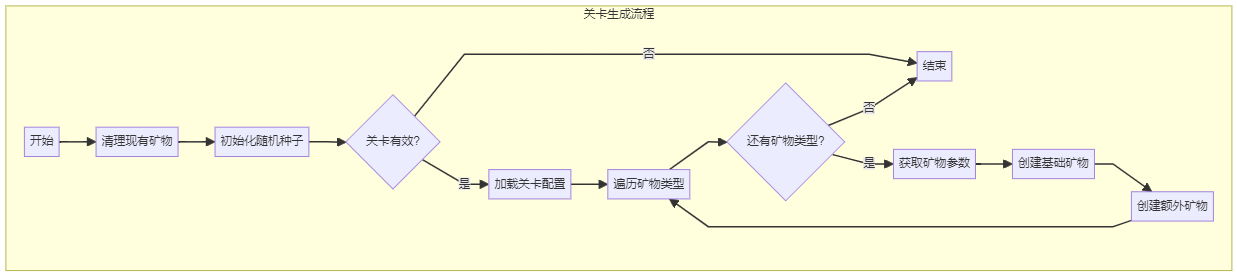 关卡生成流程
开始
清理现有矿物
初始化随机种子
关卡有效?
否
是
加载关卡配置
遍历矿物类型
还有矿物类型?
否
结束
是
获取矿物参数
创建基础矿物
创建额外矿物